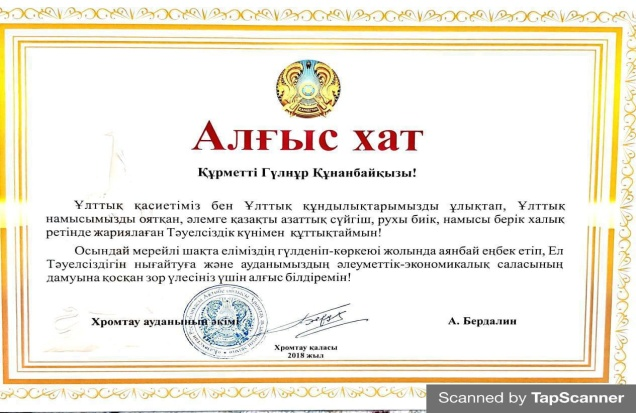 Алғыс хат
Құрметті Гүлнұр Құнанбайқызы!
Ұлттық қасиетіміз бен Ұлттық құндылықтарымызды ұлықтап, Ұлттық
намысымызды оятқан, әлемге қазақты азаттық сүйгіш, рухы биік, намысы берік халық
ретінде жариялаған Тәуелсіздік күнімен құттықтаймын!
Осындай мерейлі шақта еліміздің гүлденіп-көркеюі жолында аянбай еңбек етіп, Ел
Тәуелсіздігін нығайтуға және ауданымыздың әлеуметтік-экономикалық саласының
дамуына қосқан зор үлесіңіз үшін алғыс білдіремін!
Хромтау ауданының әкімі
А. Бердалин
Хромтау қаласы
2018 жыл
Scanned by TapScanner